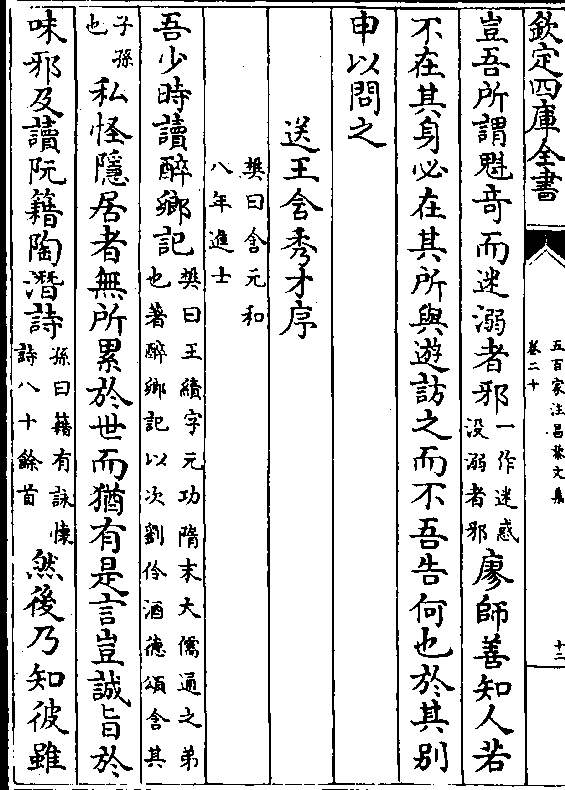 欽定四庫全書
五百家注昌黎文集
卷二十
十二
豈吾所謂魁奇而迷溺者邪一作迷惑没溺者邪廖師善知人若
不在其身必在其所與遊訪之而不吾告何也於其别
申以問之
送王含秀才序
樊曰含元和八年進士
吾少時讀醉鄉記樊曰王績字元功隋末大儒通之弟也著醉鄉記以次劉伶酒德頌含其
子孫也私怪隠居者無所累於世而猶有是言豈誠旨於
味邪及讀阮籍陶潛詩孫曰籍有詠懐詩八十餘首然後乃知彼雖